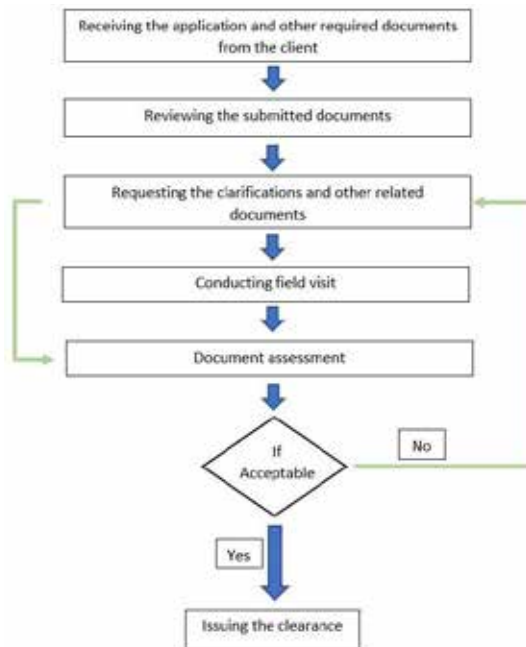 Receiving the application and other required documents
from the client
Reviewing the submitted documents
Requesting the clarifications and other related
documents
Conducting field visit
Document assessment
If
Acceptable
No
Yes
Issuing the clearance